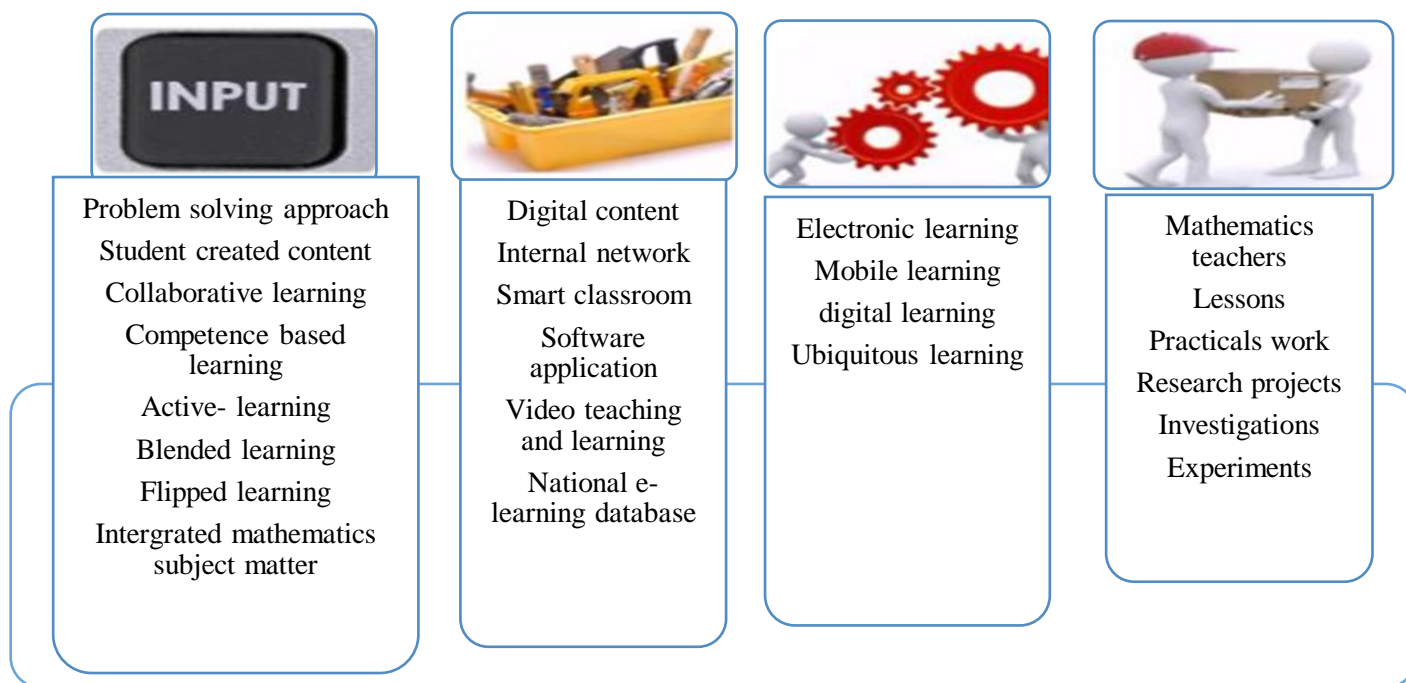 INPUT
Problem solving approach
Student created content
Collaborative learning
Competence based
learning
Active- learning
Blended learning
Flipped learning
Intergrated mathematics
subject matter
Digital content
Internal network
Smart classroom
Software
application
Video teaching
and learning
National e-
learning database
Electronic learning
Mobile learning
digital learning
Ubiquitous learning
Mathematics
teachers
Lessons
Practicals work
Research projects
Investigations
Experiments